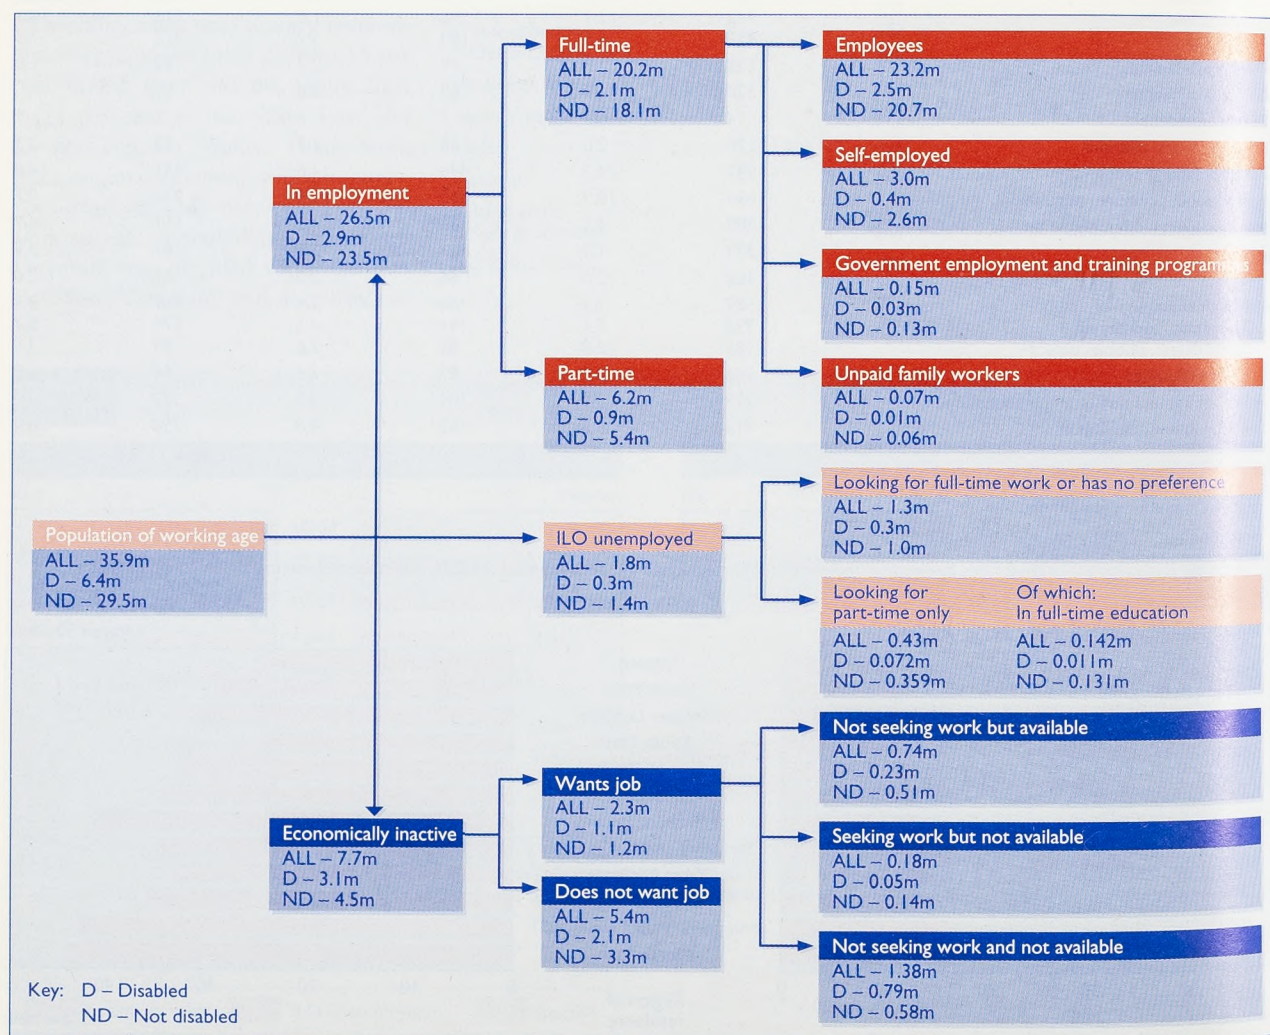 Full-time
ALL – 20.2m
D – 2.1m
ND – 18.1m
Employees
ALL – 23.2m
D – 2.5m
ND – 20.7m
Self-employed
ALL – 3.0m
D – 0.4m
ND – 2.6m
In employment
ALL – 26.5m
D – 2.9m
ND – 23.5m
Government employment and training programmes
ALL – 0.15m
D – 0.03m
ND – 0.13m
Part-time
ALL – 6.2m
D – 0.9m
ND – 5.4m
Unpaid family workers
ALL – 0.07m
D – 0.01m
ND – 0.06m
Population of working age
ALL – 35.9m
D – 6.4m
ND – 29.5m
ILO unemployed
ALL – 1.8m
D – 0.3m
ND – 1.4m
Looking for full-time work or has no preference
ALL – 1.3m
D – 0.3m
ND – 1.0m
Looking for
part-time only
ALL – 0.43m
D – 0.072m
ND – 0.359m
Of which:
In full-time education
ALL – 0.142m
D – 0.011m
ND – 0.131m
Economically inactive
ALL – 7.7m
D – 3.1m
ND – 4.5m
Wants job
ALL – 2.3m
D – 1.1m
ND – 1.2m
Does not want job
ALL – 5.4m
D – 2.1m
ND – 3.3m
Not seeking work but available
ALL – 0.74m
D – 0.23m
ND – 0.51m
Seeking work but not available
ALL – 0.18m
D – 0.05m
ND – 0.14m
Not seeking work and not available
ALL – 1.38m
D – 0.79m
ND – 0.58m
Key: D – Disabled
ND – Not disabled